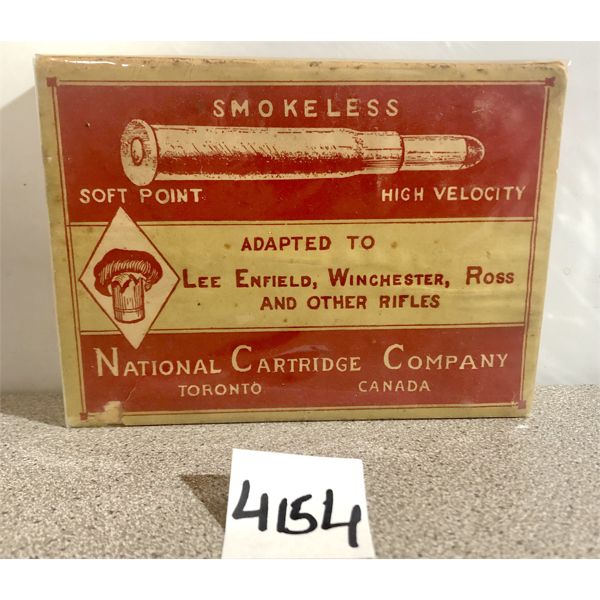 SMOKELESS
SOFT POINT HIGH VELOCITY
ADAPTED TO
LEE ENFIELD, WINCHESTER, ROSS
AND OTHER RIFLES
NATIONAL CARTRIDGE COMPANY
TORONTO CANADA
4154